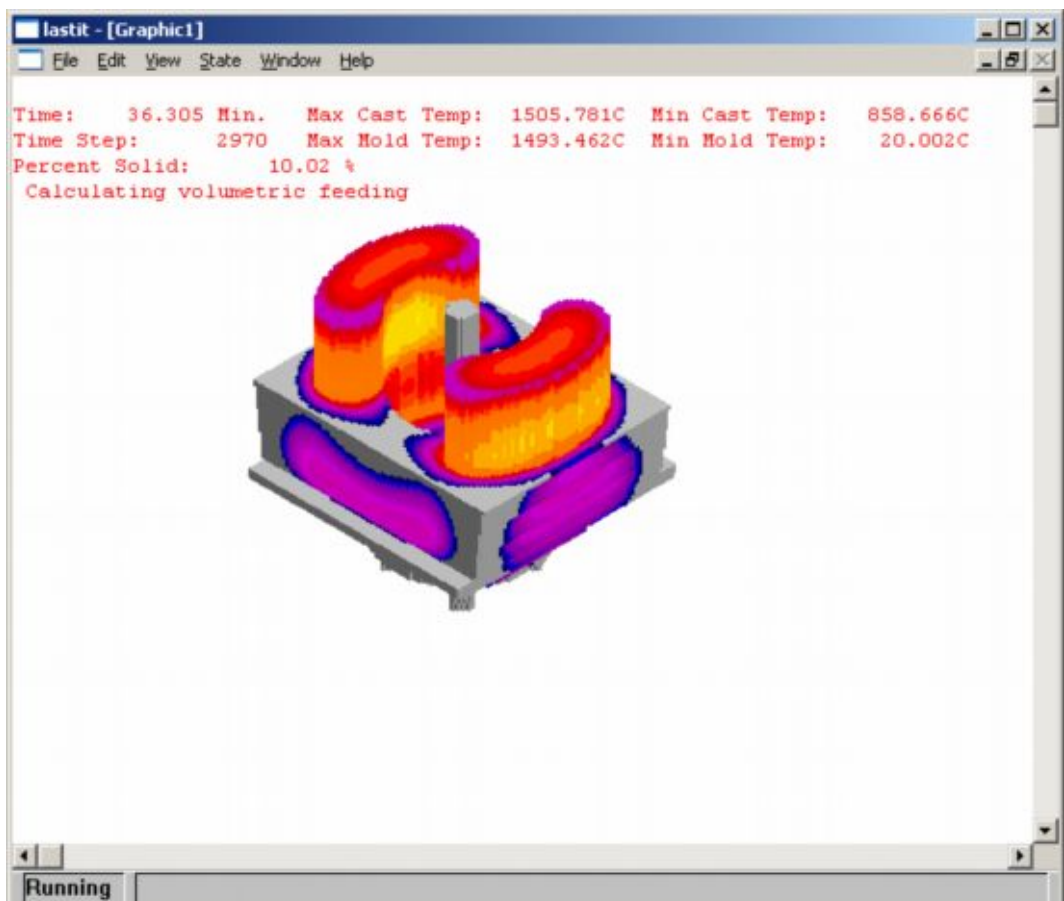 lastit - [Graphic1]
File Edit View State Window Help
Time: 36.305 Min. Max Cast Temp: 1505.781C Min Cast Temp: 858.666C
Time Step: 2970 Max Mold Temp: 1493.462C Min Mold Temp: 20.002C
Percent Solid: 10.02 %
Calculating volumetric feeding
Running